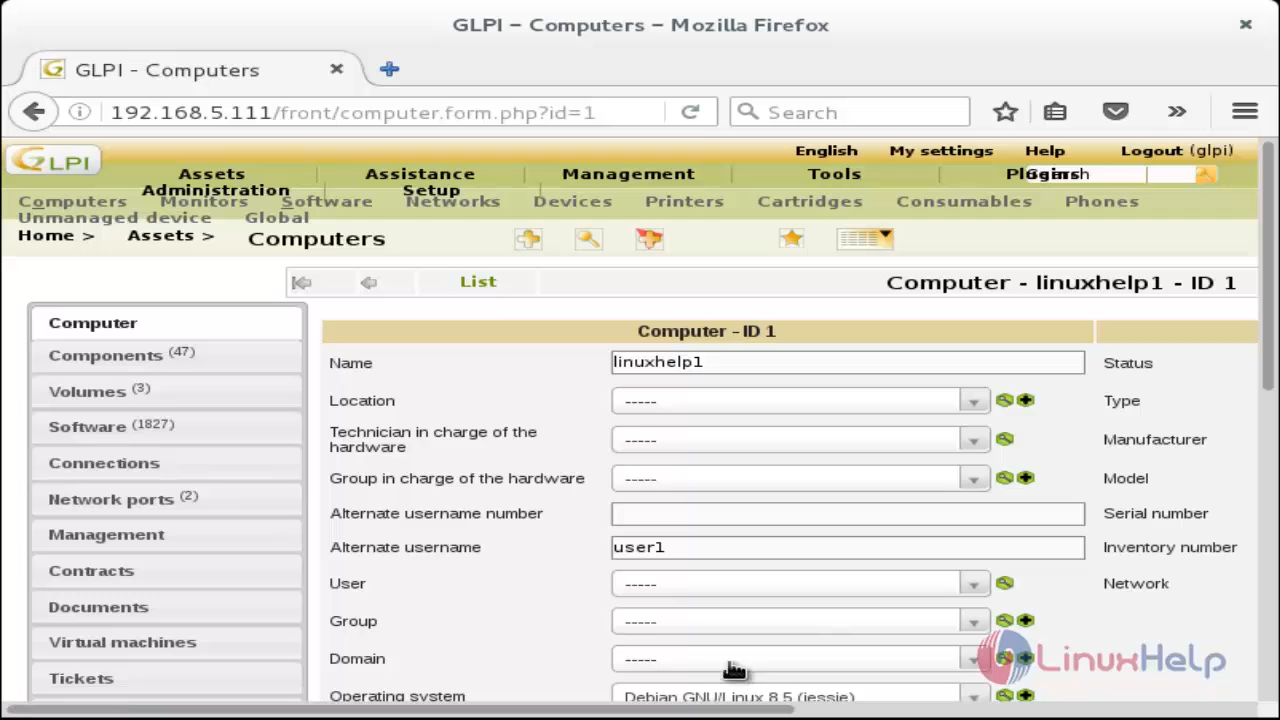 GLPI – Computers – Mozilla Firefox
GLPI - Computers
192.168.5.111/front/computer.form.php?id=1
Search
English My settings Help Logout (glpi)
GLPI
Assets Assistance Management Tools Plugins
Administration Setup
Computers Monitors Software Networks Devices Printers Cartridges Consumables Phones
Unmanaged device Global
Home > Assets > Computers
List
Computer - linuxhelp1 - ID 1
Computer
Components (47)
Volumes (3)
Software (1827)
Connections
Network ports (2)
Management
Contracts
Documents
Virtual machines
Tickets
Computer - ID 1
Name linuxhelp1 Status
Location ----- Type
Technician in charge of the
hardware ----- Manufacturer
Group in charge of the hardware ----- Model
Alternate username number Serial number
Alternate username user1 Inventory number
User ----- Network
Group -----
Domain -----
Operating system Debian GNU/Linux 8.5 (jessie)
LinuxHelp